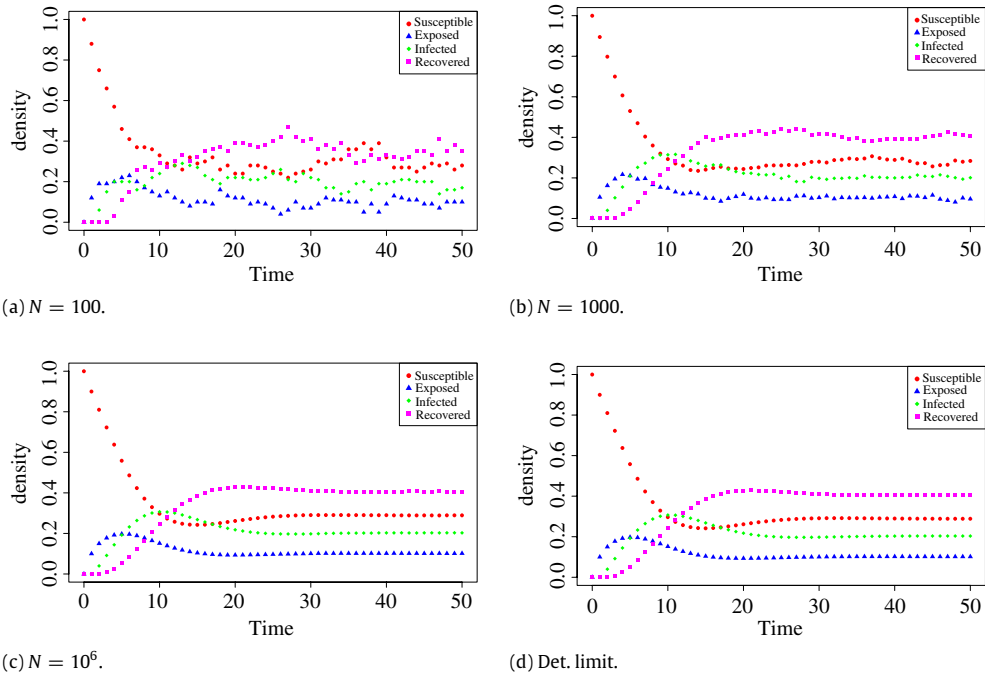 Susceptible
Exposed
Infected
Recovered
density
0.0 0.2 0.4 0.6 0.8 1.0
0 10 20 30 40 50
Time
(a) N = 100.
Susceptible
Exposed
Infected
Recovered
density
0.0 0.2 0.4 0.6 0.8 1.0
0 10 20 30 40 50
Time
(b) N = 1000.
Susceptible
Exposed
Infected
Recovered
density
0.0 0.2 0.4 0.6 0.8 1.0
0 10 20 30 40 50
Time
(c) N = 10⁶.
Susceptible
Exposed
Infected
Recovered
density
0.0 0.2 0.4 0.6 0.8 1.0
0 10 20 30 40 50
Time
(d) Det. limit.